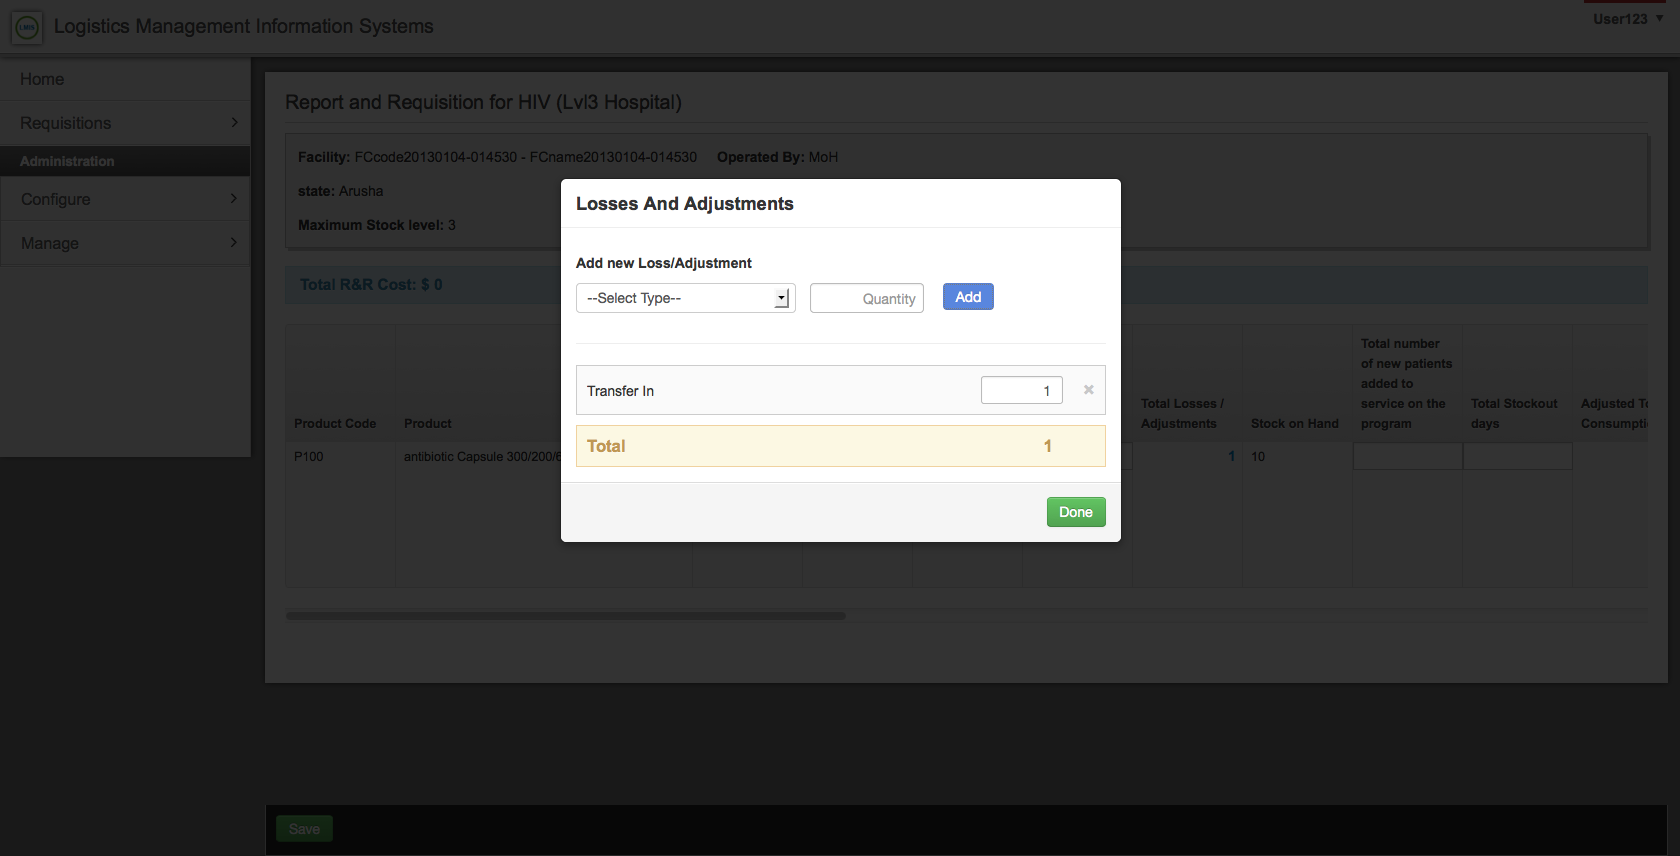 LMIS
Logistics Management Information Systems
User123
Home
Requisitions
Administration
Configure
Manage
Report and Requisition for HIV (Lvl3 Hospital)
Facility: FCcode20130104-014530 - FCname20130104-014530 Operated By: MoH
state: Arusha
Maximum Stock level: 3
Total R&R Cost: $ 0
Losses And Adjustments
Add new Loss/Adjustment
--Select Type-- Quantity Add
Transfer In 1
Total 1
Done
Product Code
Product
Total Losses /
Adjustments
Stock on Hand
Total number
of new patients
added to
service on the
program
Total Stockout
days
Adjusted To
Consumptio
P100 antibiotic Capsule 300/200/6 1 10
Save